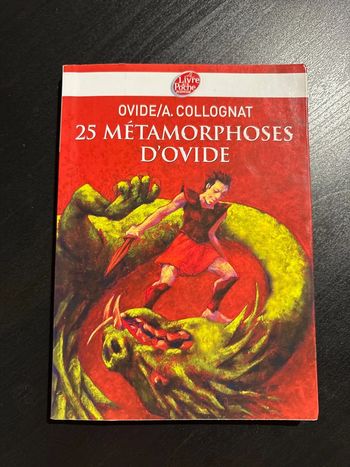 Le Livre
de
Poche
OVIDE/A. COLLOGNAT
25 MÉTAMORPHOSES
D'OVIDE